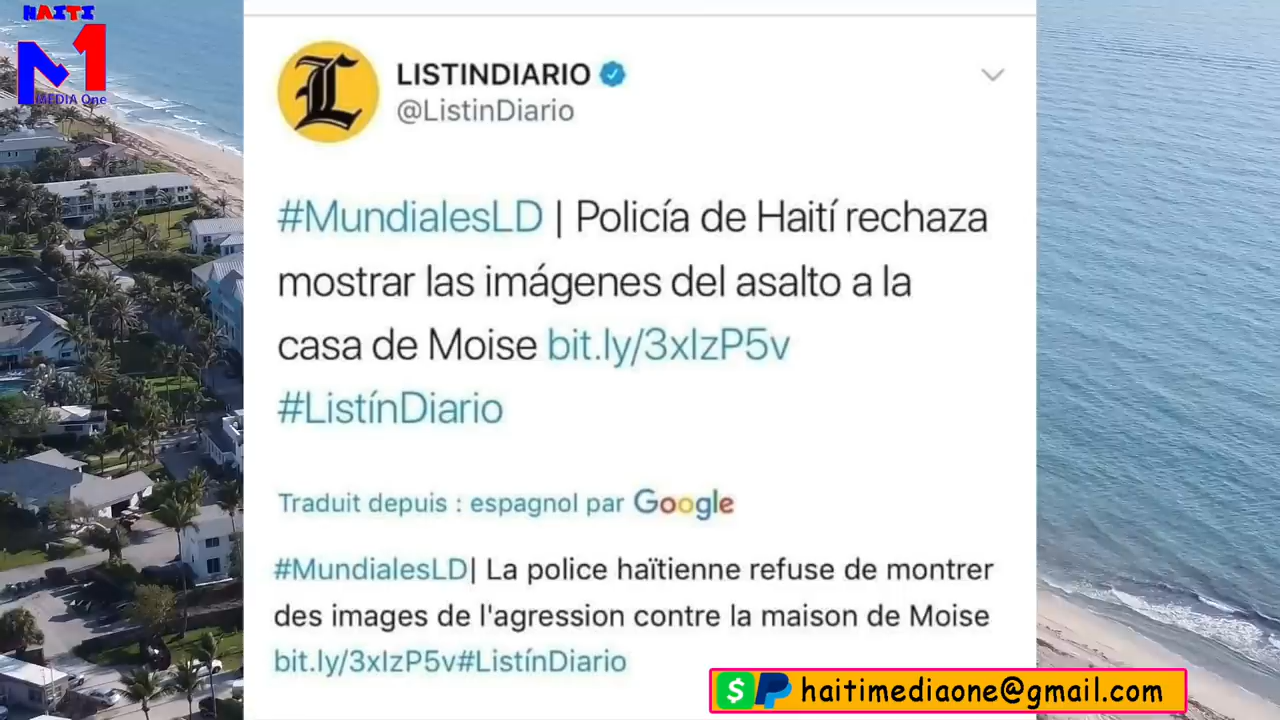 HAITI
M1
MEDIA One
LISTINDIARIO
@ListinDiario
#MundialesLD | Policía de Haití rechaza
mostrar las imágenes del asalto a la
casa de Moise bit.ly/3xIzP5v
#ListínDiario
Traduit depuis : espagnol par Google
#MundialesLD| La police haïtienne refuse de montrer
des images de l'agression contre la maison de Moise
bit.ly/3xIzP5v#ListínDiario
$ haitimediaone@gmail.com